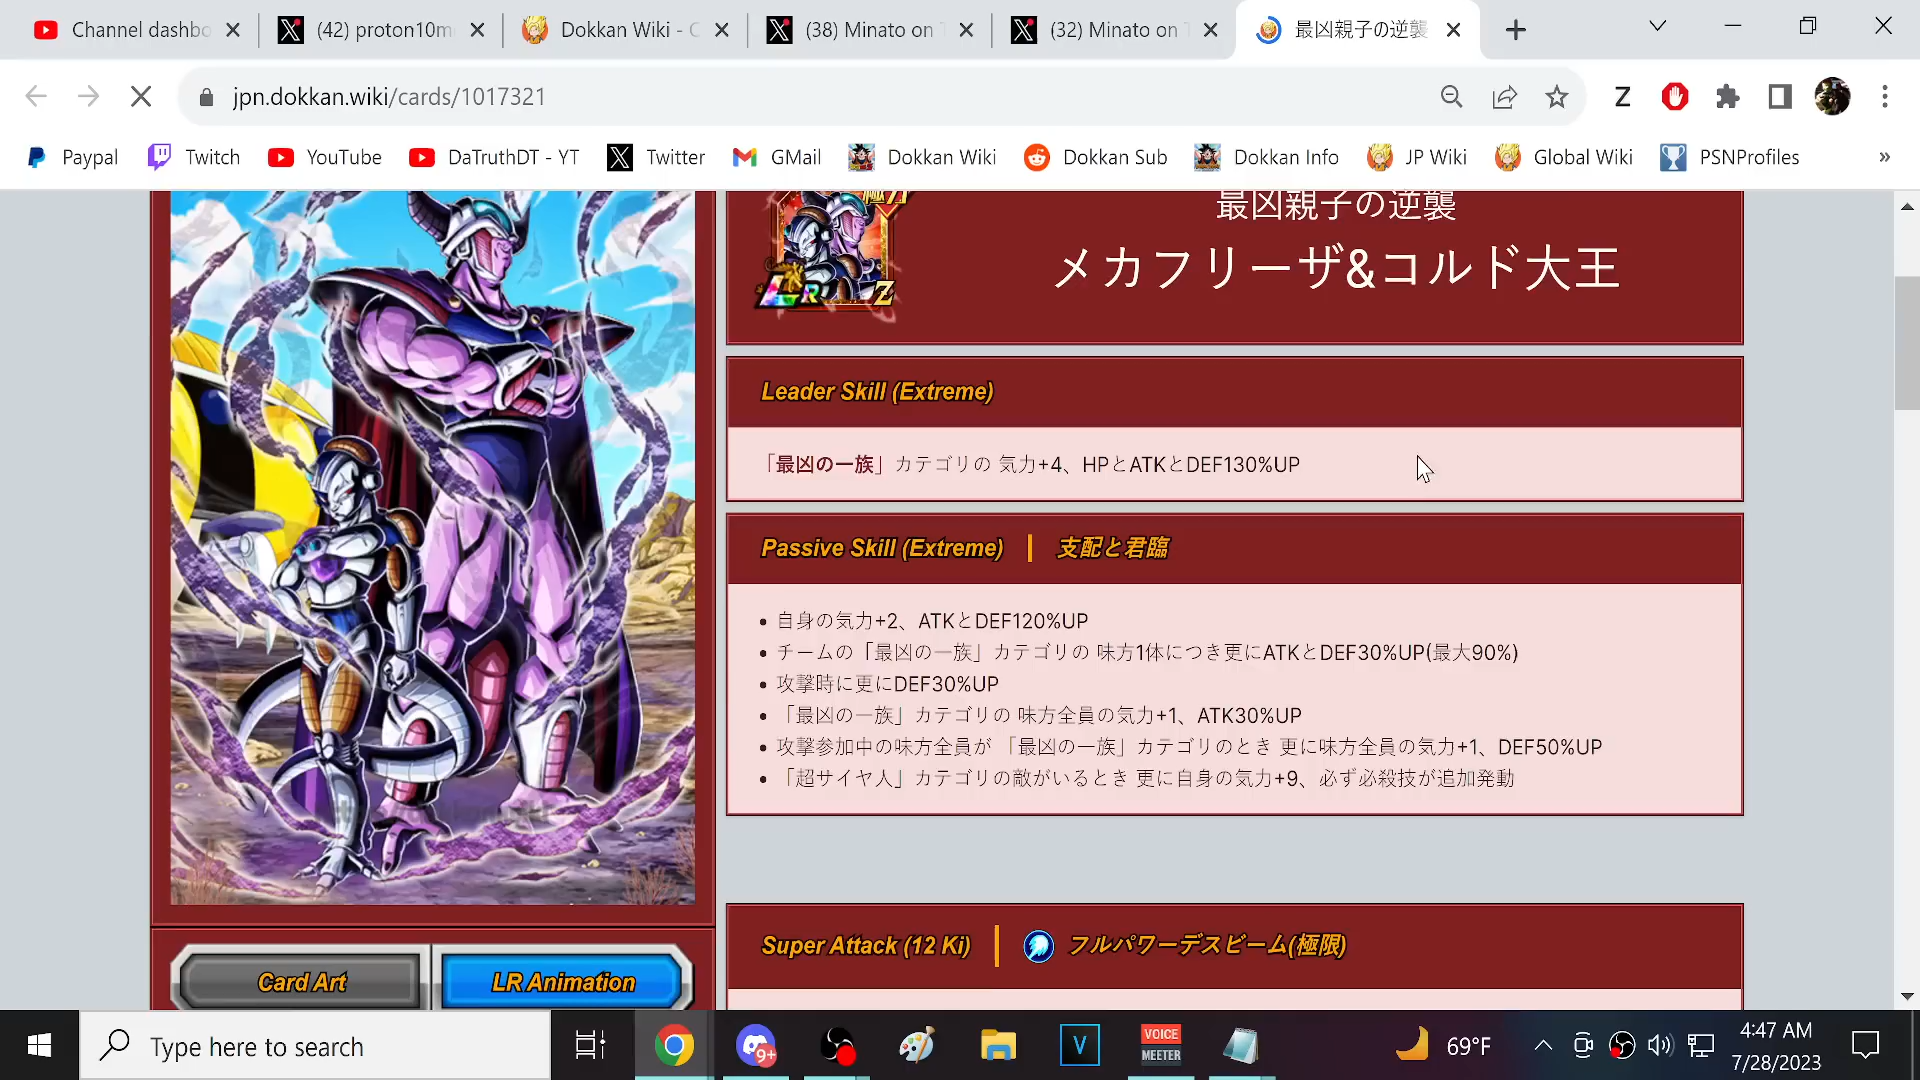 Channel dashbo
(42) proton10m
Dokkan Wiki - C
(38) Minato on T
(32) Minato on T
最凶親子の逆襲
jpn.dokkan.wiki/cards/1017321
Z
Paypal
Twitch
YouTube
DaTruthDT - YT
Twitter
GMail
Dokkan Wiki
Dokkan Sub
Dokkan Info
JP Wiki
Global Wiki
PSNProfiles
»
最凶親子の逆襲
極力
LR
Z
メカフリーザ&コルド大王
Leader Skill (Extreme)
「最凶の一族」カテゴリの 気力+4、HPとATKとDEF130%UP
Passive Skill (Extreme) | 支配と君臨
• 自身の気力+2、ATKとDEF120%UP
• チームの「最凶の一族」カテゴリの 味方1体につき更にATKとDEF30%UP(最大90%)
• 攻撃時に更にDEF30%UP
• 「最凶の一族」カテゴリの 味方全員の気力+1、ATK30%UP
• 攻撃参加中の味方全員が 「最凶の一族」カテゴリのとき 更に味方全員の気力+1、DEF50%UP
• 「超サイヤ人」カテゴリの敵がいるとき 更に自身の気力+9、必ず必殺技が追加発動
Super Attack (12 Ki) | フルパワーデスビーム(極限)
Card Art
LR Animation
Type here to search
9+
V
VOICE
MEETER
69°F
4:47 AM
7/28/2023